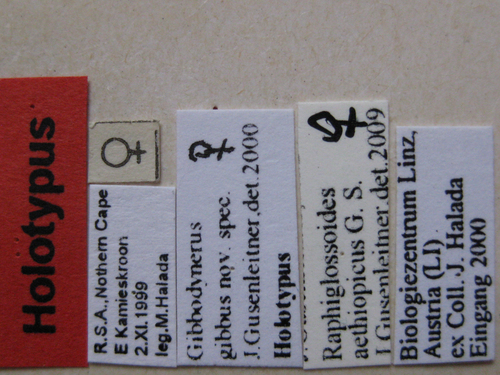 Holotypus
♀
R.S.A., Nothern Cape
E Kamieskroon
2.XI.1999
leg.M.Halada
♀
Gibbodynerus
gibbus nov. spec.
J.Gusenleitner det.2000
Holotypus
♀
Raphiglossoides
aethiopicus G. S.
J.Gusenleitner det.2009
Biologiezentrum Linz,
Austria (LI)
ex Coll. J. Halada
Eingang 2000